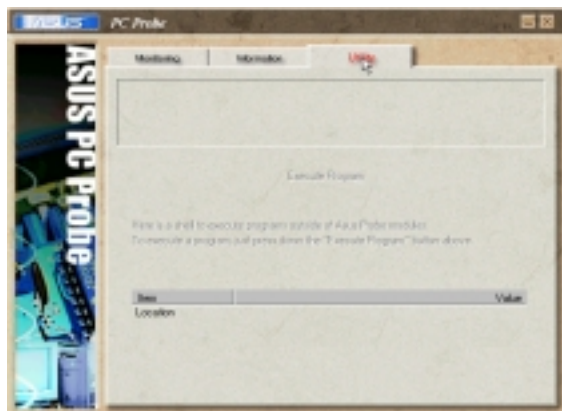 ASUS PC Probe
Monitoring Information Utility
ASUS PC Probe
Execute Program
Here is a shell to execute program outside of Asus Probe modules.
To execute a program just press down the "Execute Program" button above.
Item Value
Location